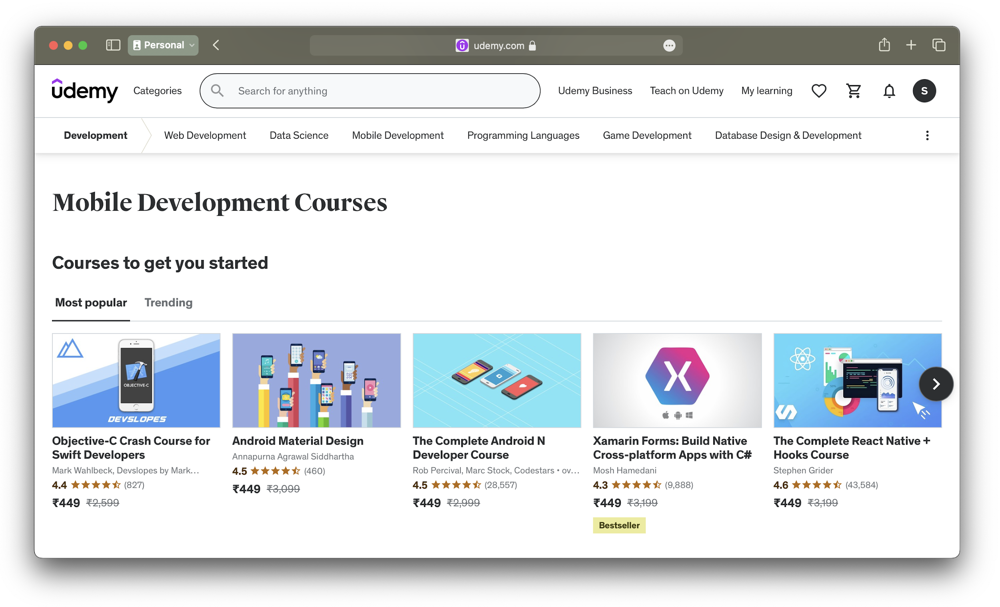 Personal
udemy.com
udemy
Categories
Search for anything
Udemy Business
Teach on Udemy
My learning
S
Development
Web Development
Data Science
Mobile Development
Programming Languages
Game Development
Database Design & Development
Mobile Development Courses
Courses to get you started
Most popular
Trending
OBJECTIVE-C
DEVSLOPES
Objective-C Crash Course for
Swift Developers
Mark Wahlbeck, Devslopes by Mark...
4.4 (827)
₹449 ₹2,599
Android Material Design
Annapurna Agrawal Siddhartha
4.5 (460)
₹449 ₹3,099
The Complete Android N
Developer Course
Rob Percival, Marc Stock, Codestars • ov...
4.5 (28,557)
₹449 ₹2,999
X
Xamarin Forms: Build Native
Cross-platform Apps with C#
Mosh Hamedani
4.3 (9,888)
₹449 ₹3,199
Bestseller
The Complete React Native +
Hooks Course
Stephen Grider
4.6 (43,584)
₹449 ₹3,199